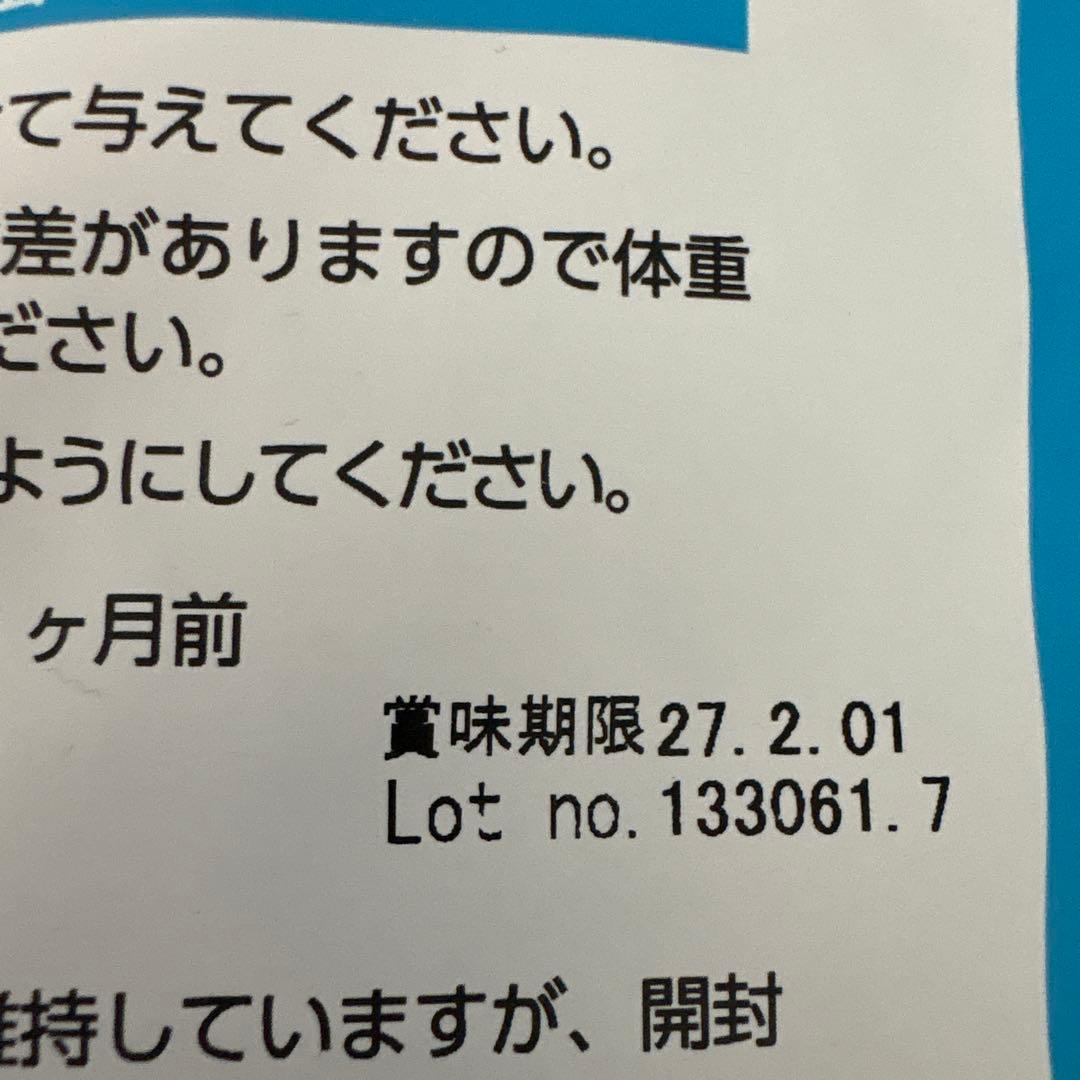 て与えてください。
差がありますので体重
ださい。
ようにしてください。
ヶ月前
賞味期限27.2.01
Lot no.133061.7
維持していますが、開封